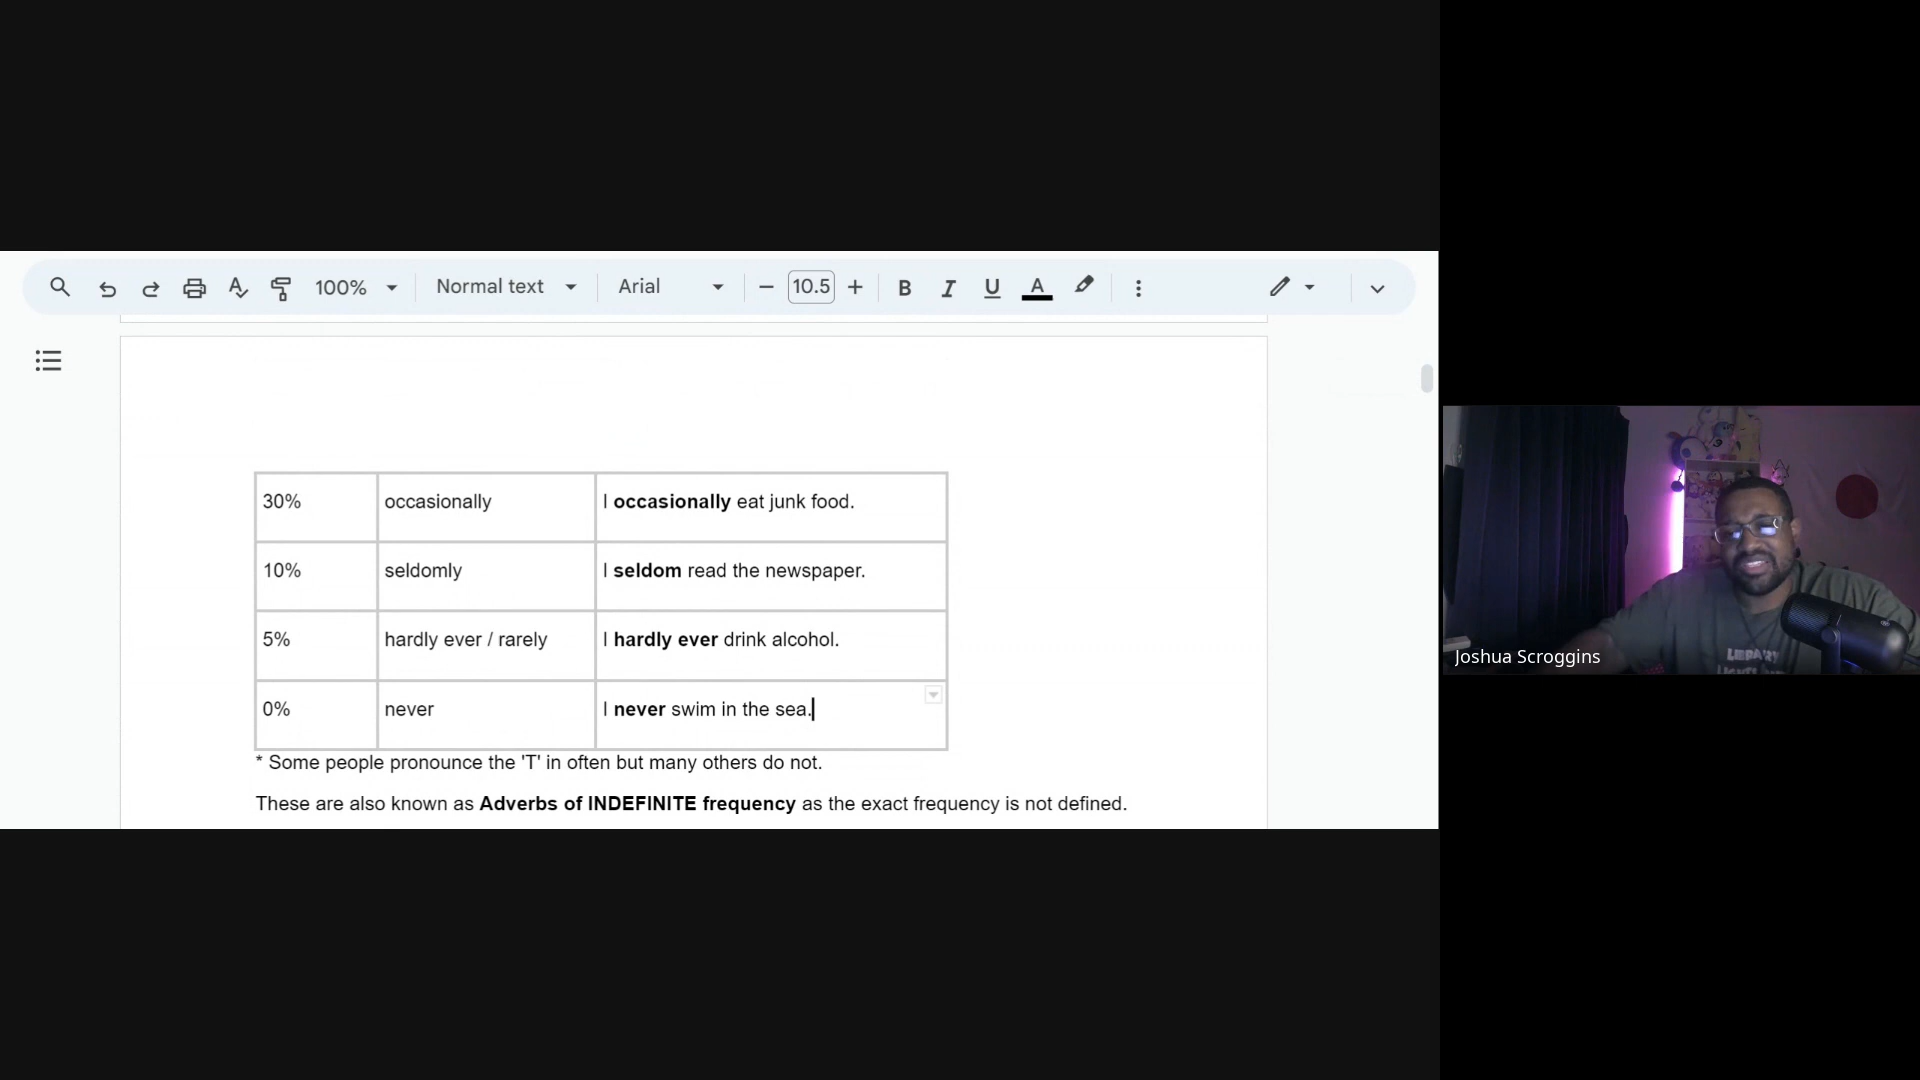 100% Normal text Arial 10.5 B I U A
30% occasionally I occasionally eat junk food.
10% seldomly I seldom read the newspaper.
5% hardly ever / rarely I hardly ever drink alcohol.
0% never I never swim in the sea.
* Some people pronounce the 'T' in often but many others do not.
These are also known as Adverbs of INDEFINITE frequency as the exact frequency is not defined.
Joshua Scroggins